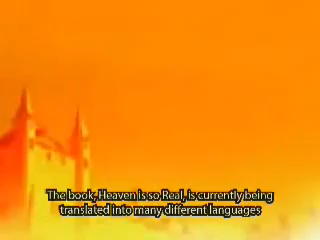 The book, Heaven is so Real, is currently being
translated into many different languages